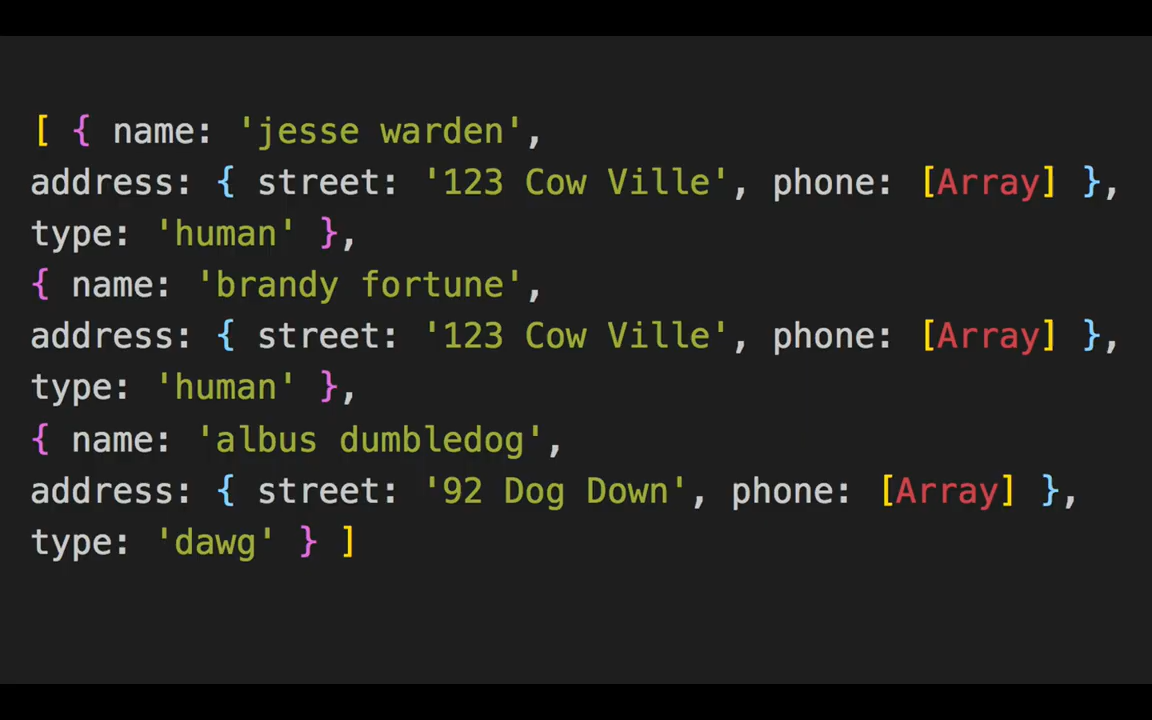 [ { name: 'jesse warden',
address: { street: '123 Cow Ville', phone: [Array] },
type: 'human' },
{ name: 'brandy fortune',
address: { street: '123 Cow Ville', phone: [Array] },
type: 'human' },
{ name: 'albus dumbledog',
address: { street: '92 Dog Down', phone: [Array] },
type: 'dawg' } ]